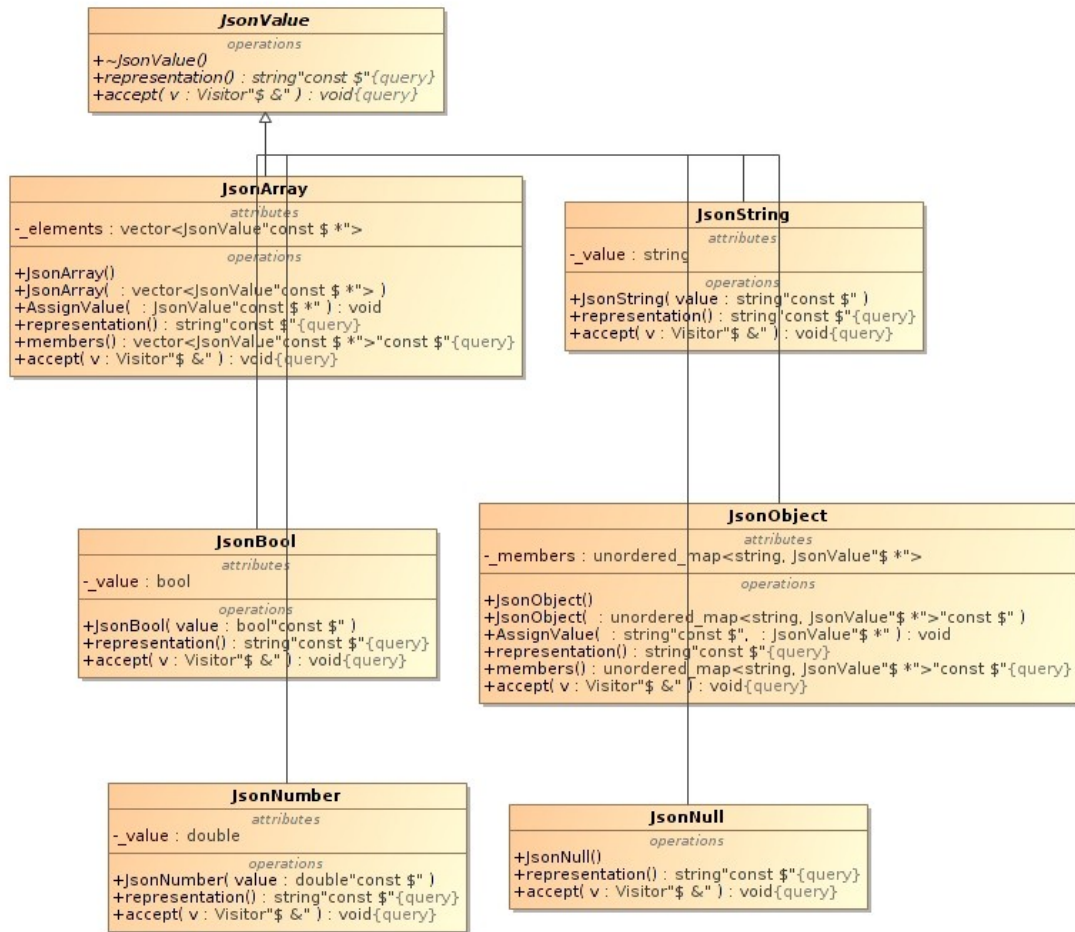 JsonValue
operations
+~JsonValue()
+representation() : string"const $"{query}
+accept( v : Visitor"$ &" ) : void{query}
JsonArray
attributes
-_elements : vector<JsonValue"const $ *">
operations
+JsonArray()
+JsonArray(  : vector<JsonValue"const $ *"> )
+AssignValue(  : JsonValue"const $ *" ) : void
+representation() : string"const $"{query}
+members() : vector<JsonValue"const $ *">"const $"{query}
+accept( v : Visitor"$ &" ) : void{query}
JsonString
attributes
-_value : string
operations
+JsonString( value : string"const $" )
+representation() : string"const $"{query}
+accept( v : Visitor"$ &" ) : void{query}
JsonBool
attributes
-_value : bool
operations
+JsonBool( value : bool"const $" )
+representation() : string"const $"{query}
+accept( v : Visitor"$ &" ) : void{query}
JsonObject
attributes
-_members : unordered_map<string, JsonValue"$ *">
operations
+JsonObject()
+JsonObject(  : unordered_map<string, JsonValue"$ *">"const $" )
+AssignValue(  : string"const $",  : JsonValue"$ *" ) : void
+representation() : string"const $"{query}
+members() : unordered_map<string, JsonValue"$ *">"const $"{query}
+accept( v : Visitor"$ &" ) : void{query}
JsonNumber
attributes
-_value : double
operations
+JsonNumber( value : double"const $" )
+representation() : string"const $"{query}
+accept( v : Visitor"$ &" ) : void{query}
JsonNull
operations
+JsonNull()
+representation() : string"const $"{query}
+accept( v : Visitor"$ &" ) : void{query}